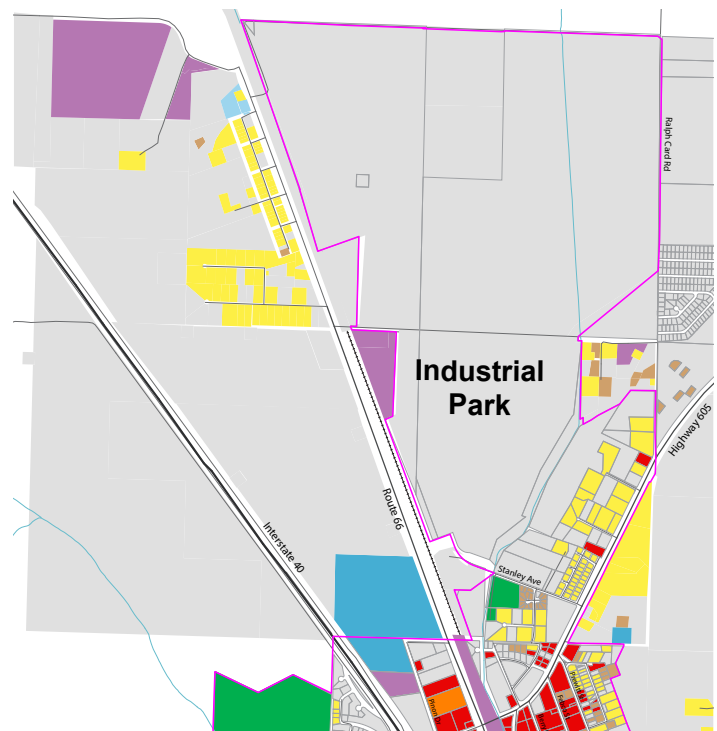 Ralph Card Rd
Industrial
Park
Highway 605
Route 66
Interstate 40
Stanley Ave